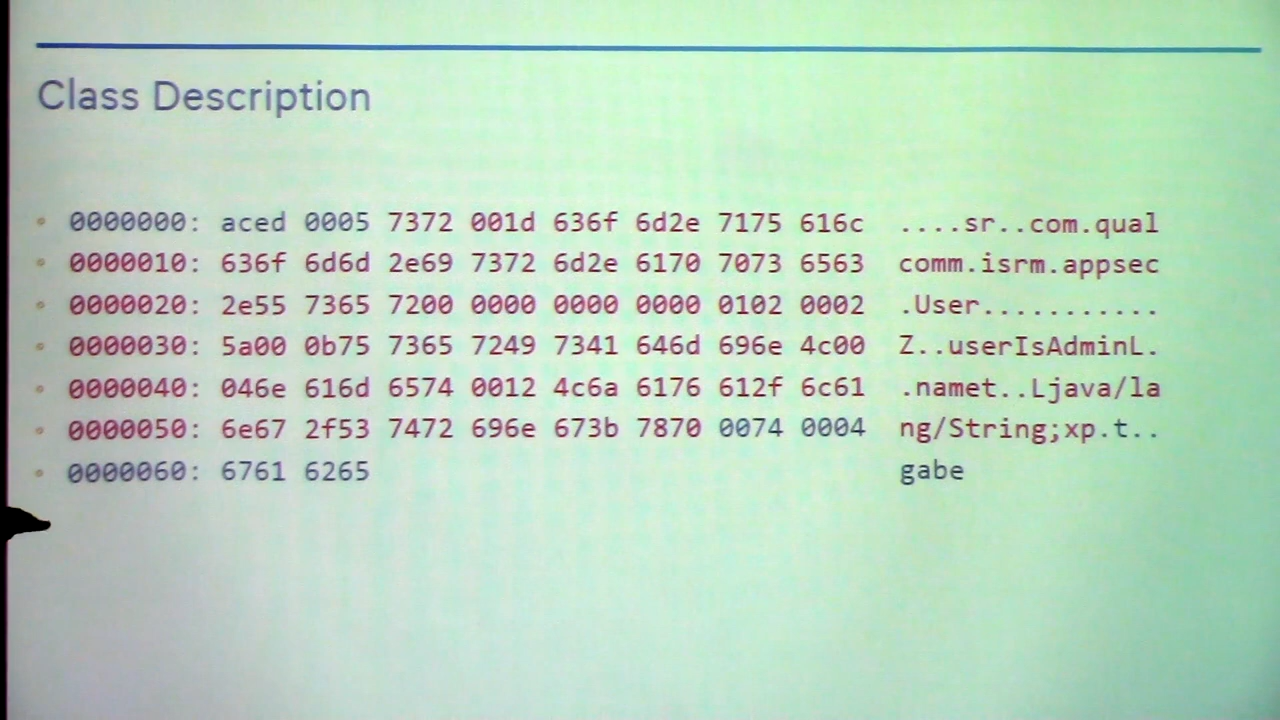 Class Description
• 0000000: aced 0005 7372 001d 636f 6d2e 7175 616c ....sr..com.qual
• 0000010: 636f 6d6d 2e69 7372 6d2e 6170 7073 6563 comm.isrm.appsec
• 0000020: 2e55 7365 7200 0000 0000 0000 0102 0002 .User...........
• 0000030: 5a00 0b75 7365 7249 7341 646d 696e 4c00 Z..userIsAdminL.
• 0000040: 046e 616d 6574 0012 4c6a 6176 612f 6c61 .namet..Ljava/la
• 0000050: 6e67 2f53 7472 696e 673b 7870 0074 0004 ng/String;xp.t..
• 0000060: 6761 6265 gabe